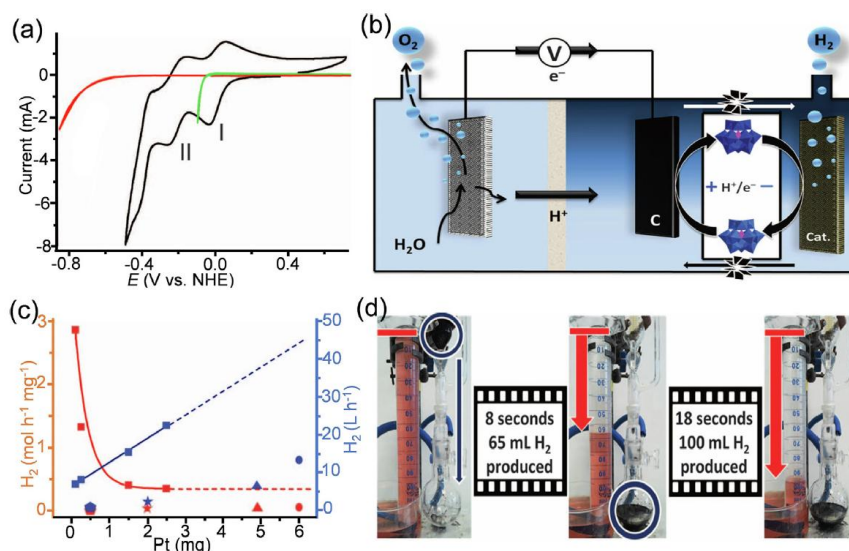 (a)
Current (mA)
0
-2
-4
-6
-8
II
I
-0.8
-0.4
0.0
0.4
E (V vs. NHE)
(b)
O₂
H₂
V
e⁻
H⁺
H₂O
C
+ H⁺/e⁻ −
Cat.
(c)
H₂ (mol h⁻¹ mg⁻¹)
3
2
1
0
H₂ (L h⁻¹)
50
40
30
20
10
0
0 1 2 3 4 5 6
Pt (mg)
(d)
8 seconds
65 mL H₂
produced
18 seconds
100 mL H₂
produced